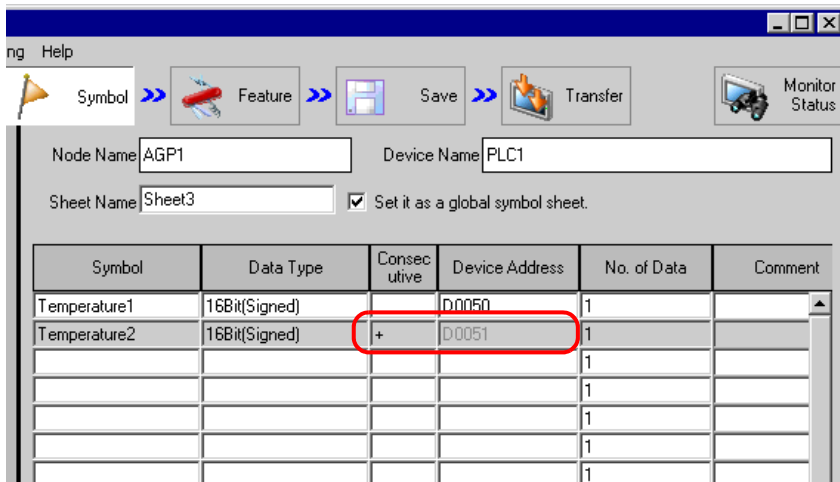 ng Help
Symbol Feature Save Transfer Monitor Status
Node Name AGP1 Device Name PLC1
Sheet Name Sheet3 Set it as a global symbol sheet.
Symbol Data Type Consecutive Device Address No. of Data Comment
Temperature1 16Bit(Signed) D0050 1
Temperature2 16Bit(Signed) + D0051 1
1
1
1
1
1